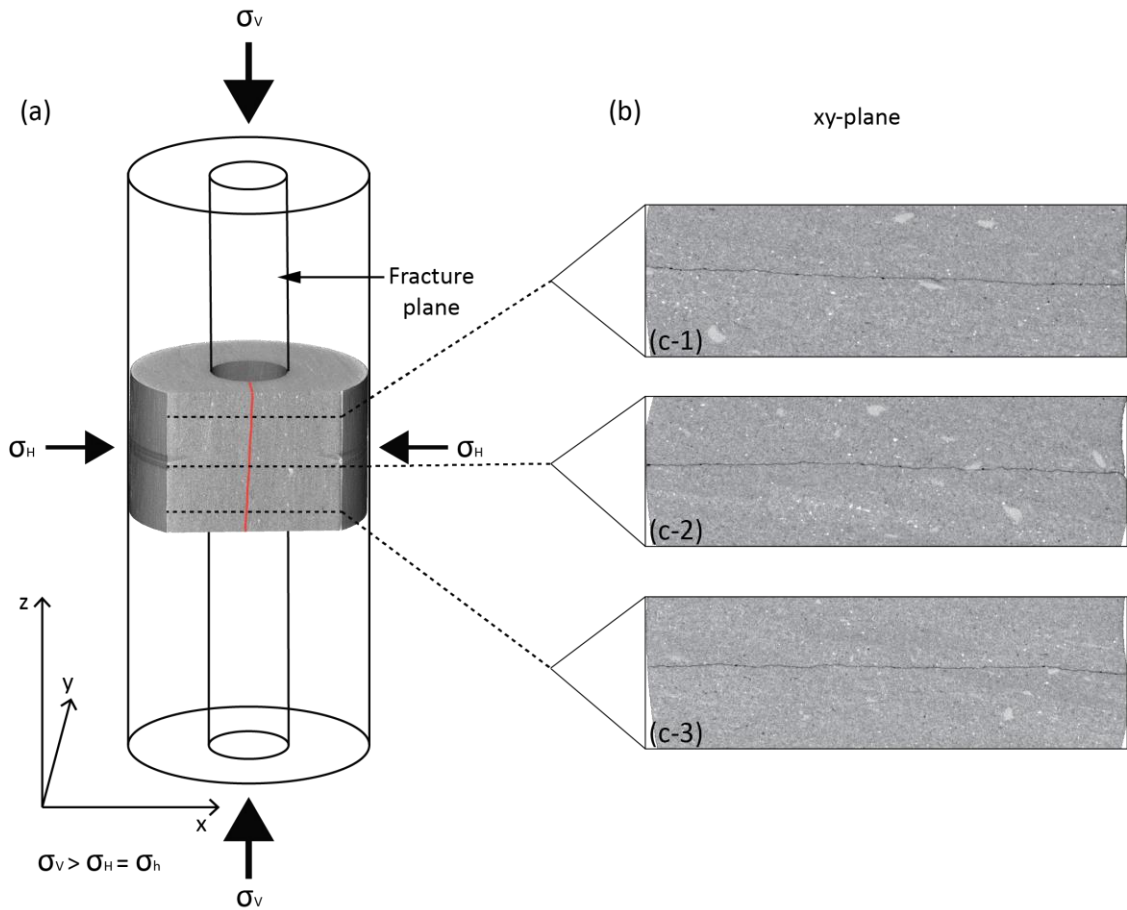 σV
(a)
(b)
xy-plane
Fracture
plane
(c-1)
σH
σH
(c-2)
z
y
(c-3)
x
σV > σH = σh
σV